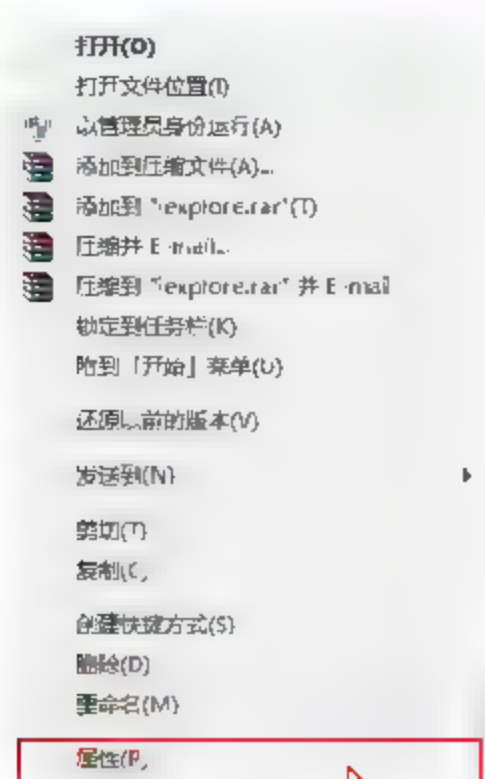 打开(O)
打开文件位置(I)
以管理员身份运行(A)
添加到压缩文件(A)...
添加到 "iexplore.rar"(T)
压缩并 E-mail...
压缩到 "iexplore.rar" 并 E-mail
锁定到任务栏(K)
附到「开始」菜单(U)
还原以前的版本(V)
发送到(N)
剪切(T)
复制(C)
创建快捷方式(S)
删除(D)
重命名(M)
属性(R)